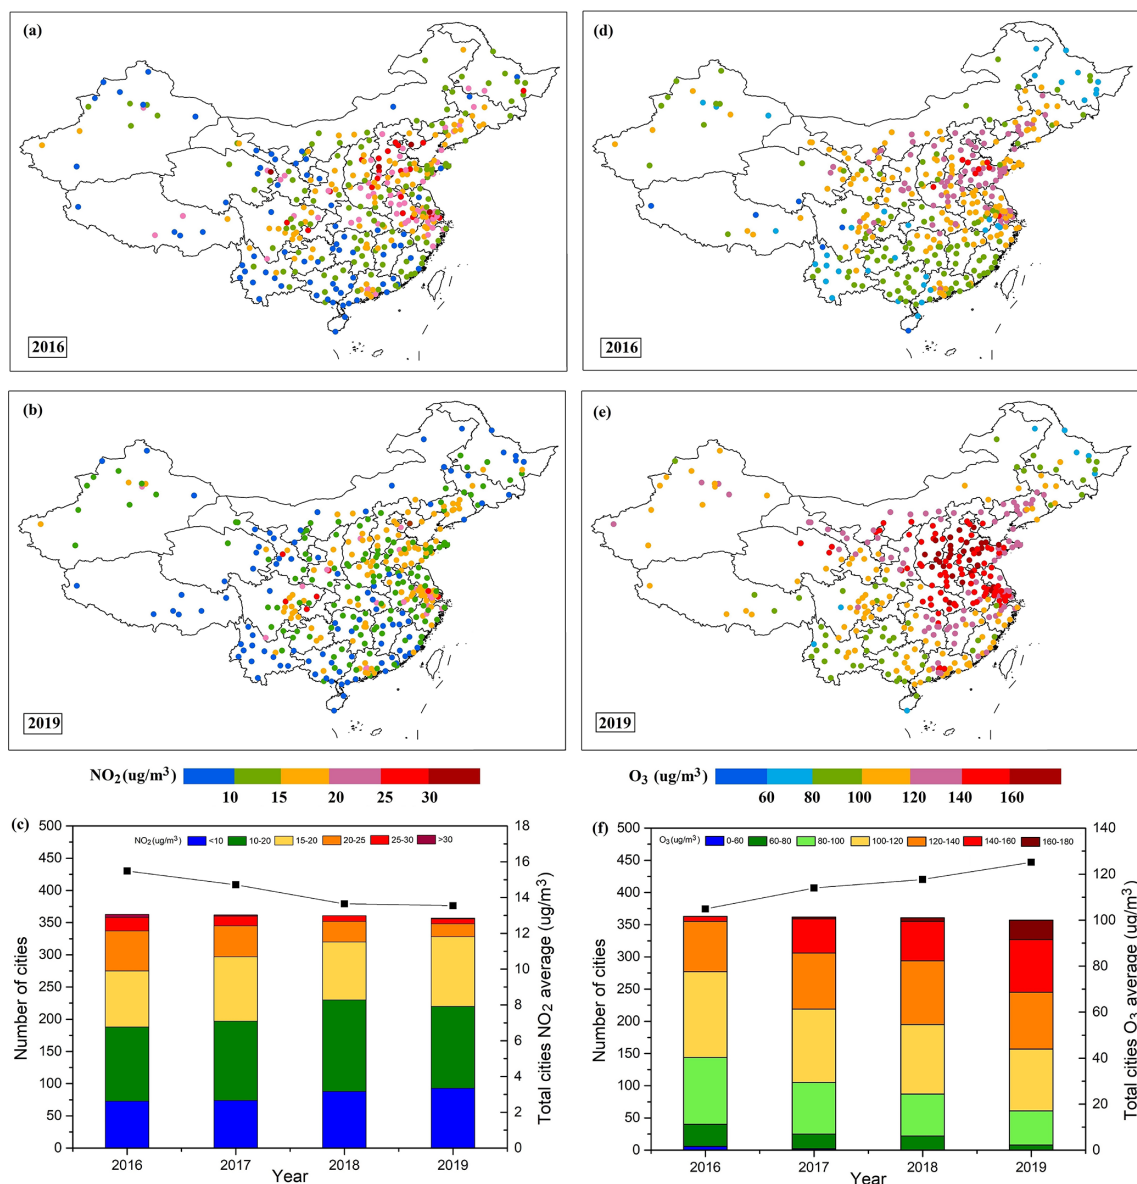 (a)
2016
(d)
2016
(b)
2019
(e)
2019
NO2(ug/m3)
10 15 20 25 30
O3 (ug/m3)
60 80 100 120 140 160
(c)
NO2(ug/m3) <10 10-20 15-20 20-25 25-30 >30
500
450
400
350
300
250
200
150
100
50
0
Number of cities
18
16
14
12
10
8
6
4
2
0
Total cities NO2 average (ug/m3)
2016 2017 2018 2019
Year
(f)
O3(ug/m3) 0-60 60-80 80-100 100-120 120-140 140-160 160-180
500
450
400
350
300
250
200
150
100
50
0
Number of cities
140
120
100
80
60
40
20
0
Total cities O3 average (ug/m3)
2016 2017 2018 2019
Year